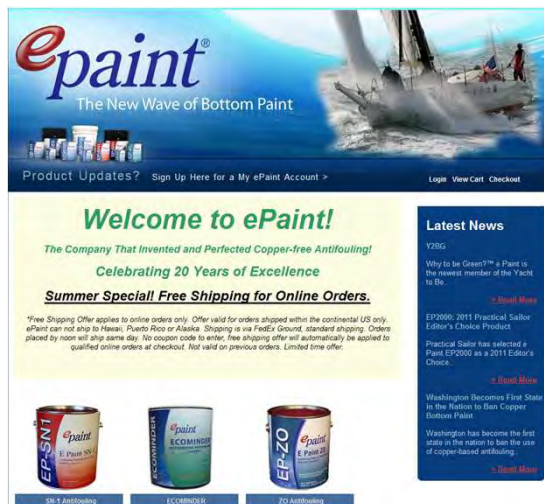 epaint®
The New Wave of Bottom Paint
Product Updates? Sign Up Here for a My ePaint Account >
Login View Cart Checkout
Welcome to ePaint!
The Company That Invented and Perfected Copper-free Antifouling!
Celebrating 20 Years of Excellence
Summer Special! Free Shipping for Online Orders.
*Free Shipping Offer applies to online orders only. Offer valid for orders shipped within the continental US only.
ePaint can not ship to Hawaii, Puerto Rico or Alaska. Shipping is via FedEx Ground, standard shipping. Orders
placed by noon will ship same day. No coupon code to enter, free shipping offer will automatically be applied to
qualified online orders at checkout. Not valid on previous orders. Limited time offer.
Latest News
Y2BG
Why to be Green?™ e Paint is
the newest member of the Yacht
to Be..
» Read More
EP2000: 2011 Practical Sailor
Editor's Choice Product
Practical Sailor has selected e
Paint EP2000 as a 2011 Editor's
Choice..
» Read More
Washington Becomes First State
in the Nation to Ban Copper
Bottom Paint
Washington has become the first
state in the nation to ban the use
of copper-based antifouling..
» Read More
EP-SN1
epaint
E Paint SN-1
epaint
ECOMINDER
EP-ZO
epaint
E Paint ZO
SN-1 Antifouling
ECOMINDER
ZO Antifouling